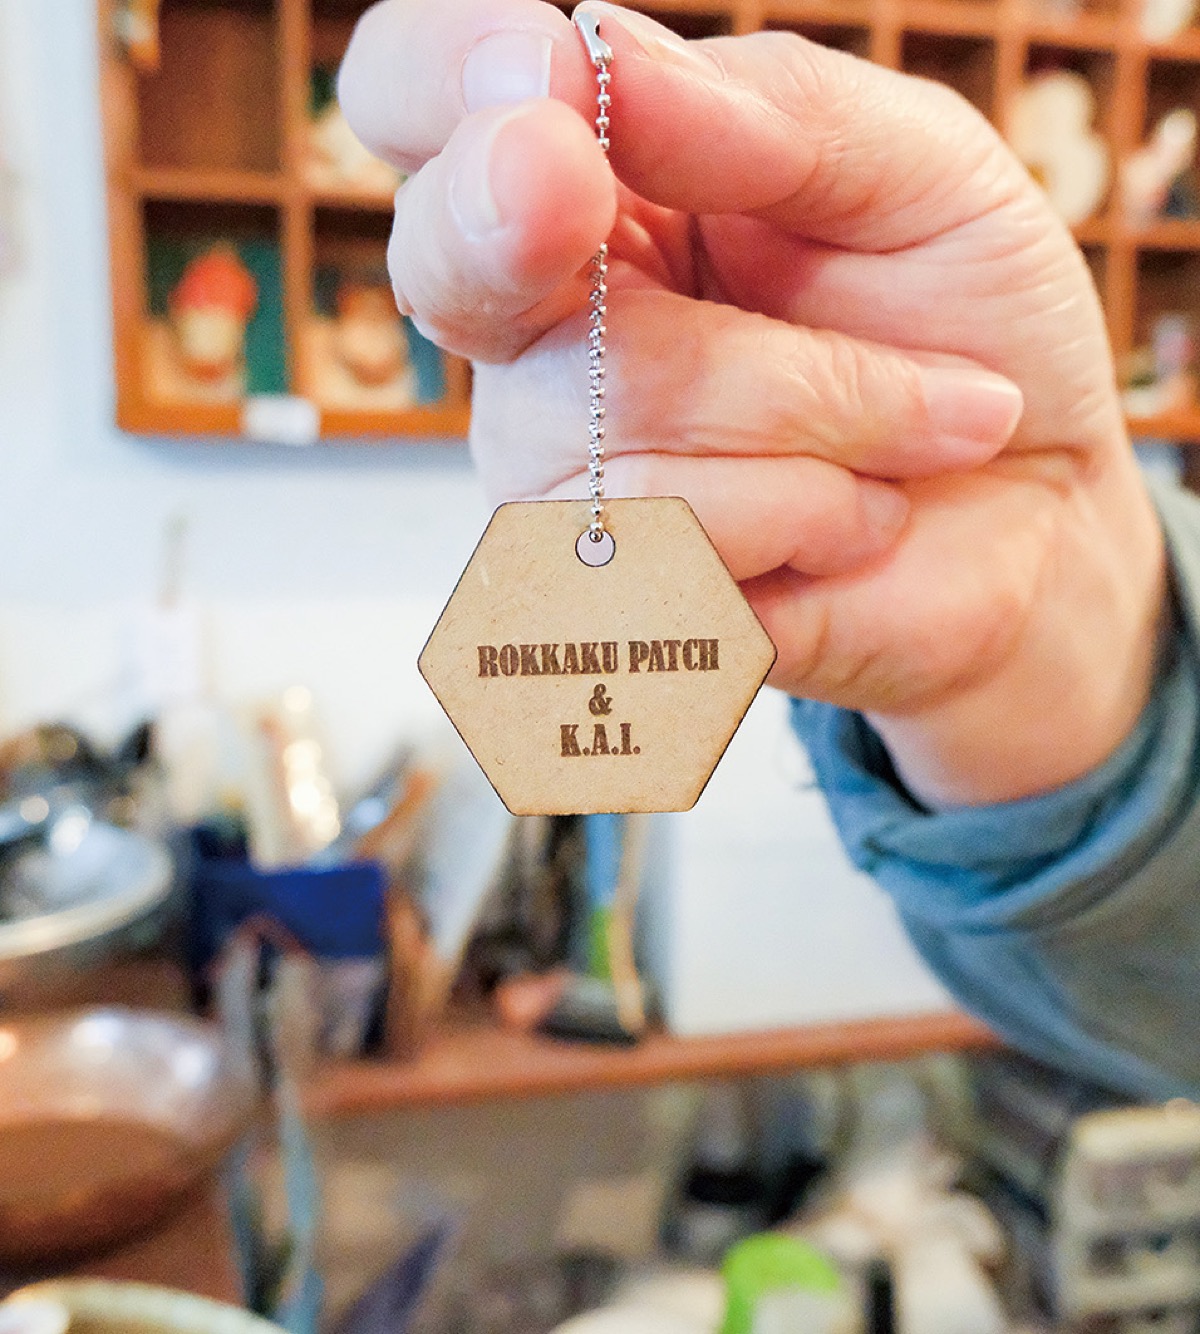 ROKKAKU PATCH
&
K.A.I.